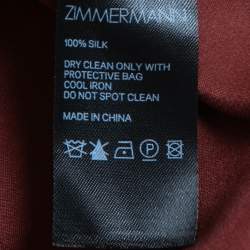 ZIMMERMANN
100% SILK
DRY CLEAN ONLY WITH
PROTECTIVE BAG
COOL IRON
DO NOT SPOT CLEAN
MADE IN CHINA